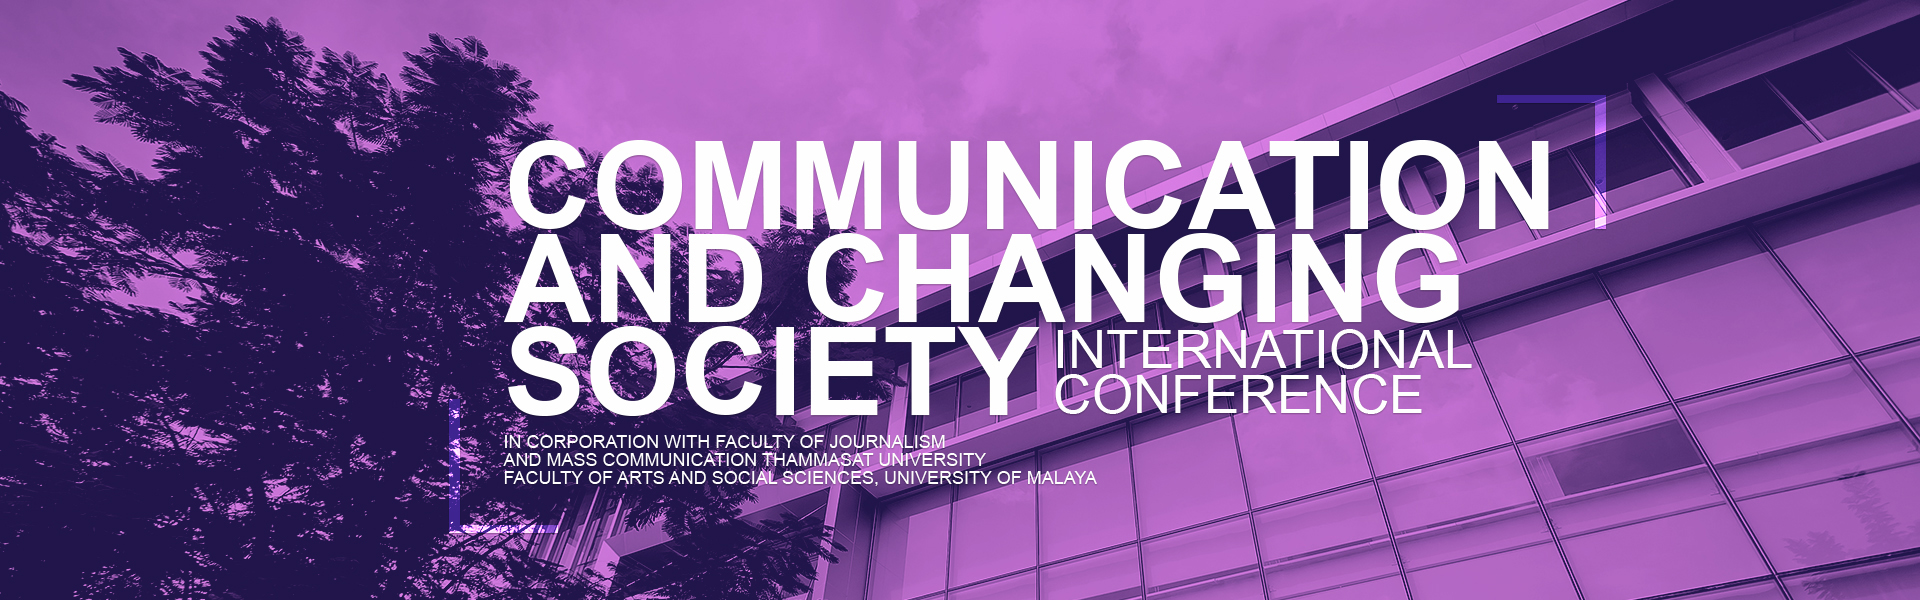 COMMUNICATION
AND CHANGING
SOCIETY
INTERNATIONAL
CONFERENCE
IN CORPORATION WITH FACULTY OF JOURNALISM
AND MASS COMMUNICATION THAMMASAT UNIVERSITY
FACULTY OF ARTS AND SOCIAL SCIENCES, UNIVERSITY OF MALAYA